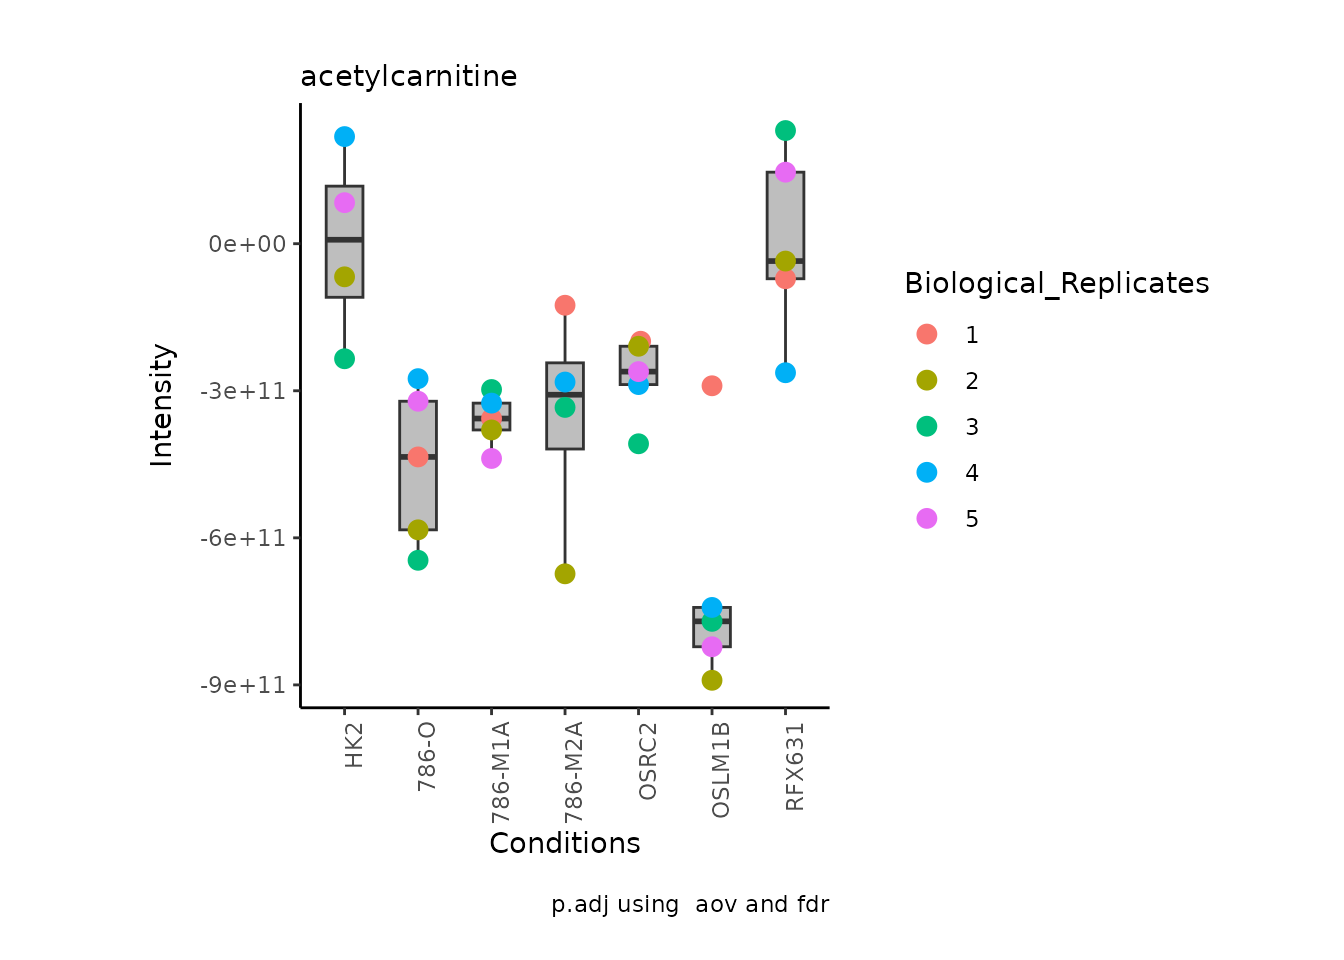 acetylcarnitine
Intensity
0e+00
-3e+11
-6e+11
-9e+11
HK2
786-O
786-M1A
786-M2A
OSRC2
OSLM1B
RFX631
Conditions
Biological_Replicates
1
2
3
4
5
p.adj using  aov and fdr